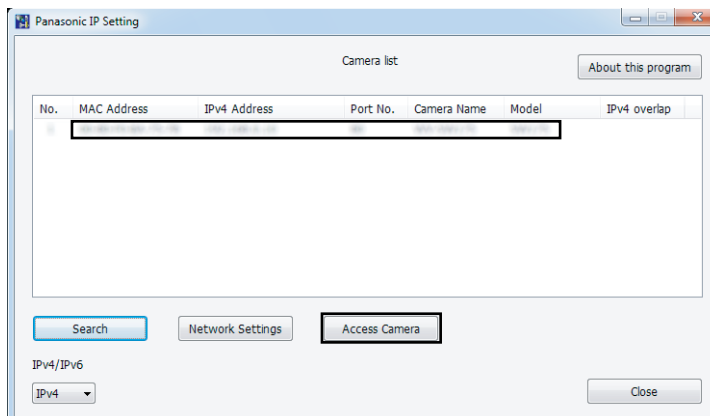 Panasonic IP Setting
Camera list
About this program
No. MAC Address IPv4 Address Port No. Camera Name Model IPv4 overlap
Search Network Settings Access Camera
IPv4/IPv6
IPv4
Close